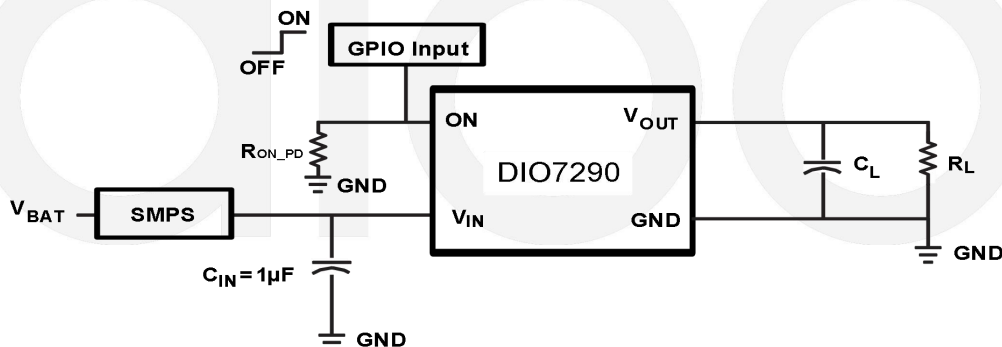 ON
OFF
GPIO Input
ON
VOUT
RON_PD
GND
DIO7290
CL
RL
VBAT
SMPS
VIN
GND
GND
CIN = 1µF
GND